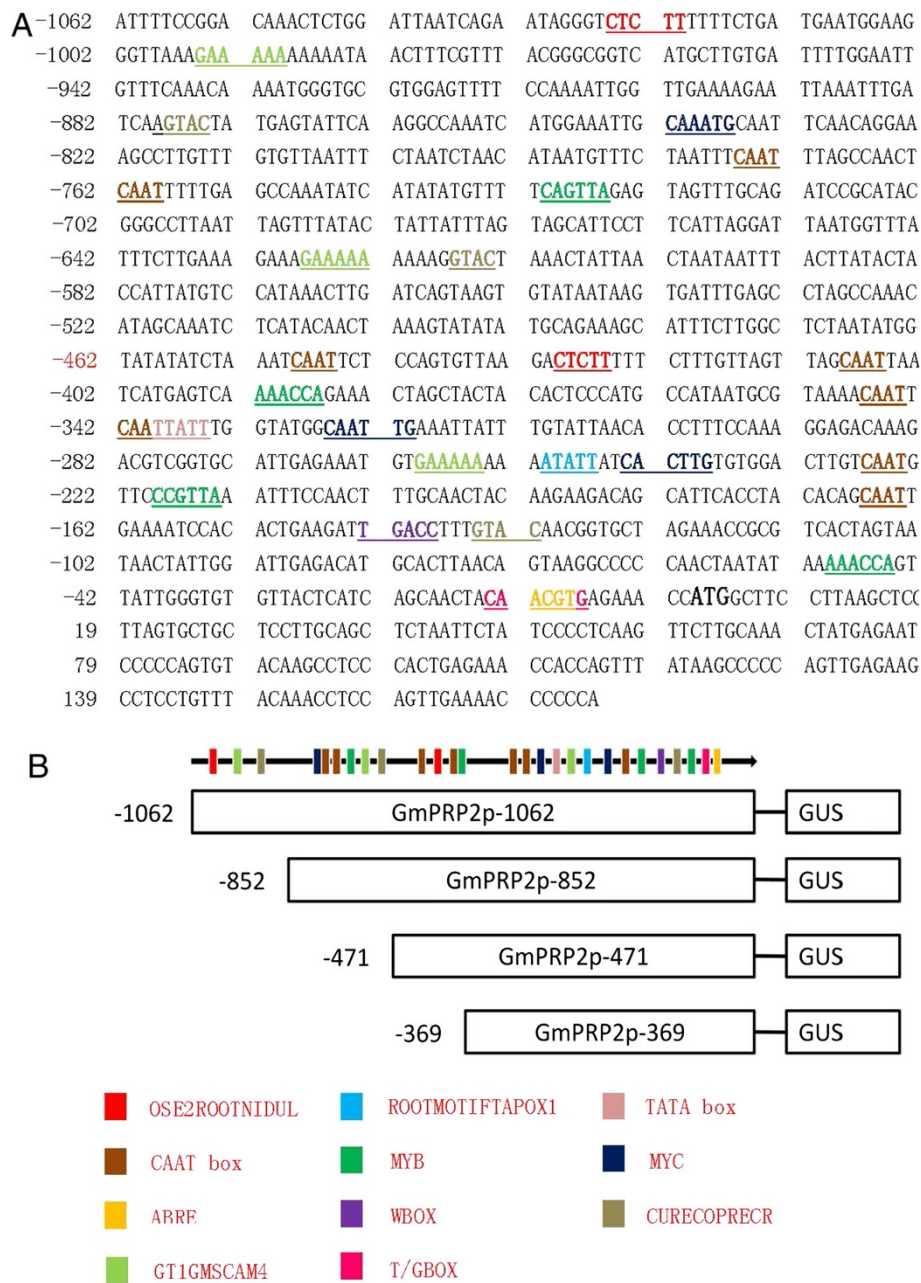 A
-1062 ATTTTCCGGA CAAACTCTGG ATTAATCAGA ATAGGGTCTC TTTTTTCTGA TGAATGGAAG
-1002 GGTTAAAGAA AAAAAAAATA ACTTTCGTTT ACGGGCGGTC ATGCTTGTGA TTTTGGAATT
-942 GTTTCAAACA AAATGGGTGC GTGGAGTTTT CCAAAATTGG TTGAAAAGAA TTAAATTTGA
-882 TCAAGTACTA TGAGTATTCA AGGCCAAATC ATGGAAATTG CAAATGCAAT TCAACAGGAA
-822 AGCCTTGTTT GTGTTAATTT CTAATCTAAC ATAATGTTTC TAATTTCAAT TTAGCCAACT
-762 CAATTTTTGA GCCAAATATC ATATATGTTT TCAGTTAGAG TAGTTTGCAG ATCCGCATAC
-702 GGGCCTTAAT TAGTTTATAC TATTATTTAG TAGCATTCCT TCATTAGGAT TAATGGTTTA
-642 TTTCTTGAAA GAAAGAAAAA AAAAGGTACT TAAACTATTAA CTAATAATTT ACTTATACTA
-582 CCATTATGTC CATAAACTTG ATCAGTAAGT GTATAATAAG TGATTTGAGC CTAGCCAAAC
-522 ATAGCAAATC TCATACAACT AAAGTATATA TGCAGAAAGC ATTTCTTGGC TCTAATATGG
-462 TATATATCTA AATCAATTCT CCAGTGTTAA GACTCTTTTT CTTTGTTAGT TAGCAATTAA
-402 TCATGAGTCA AAACCAGAAA CTAGCTACTA CACTCCCATG CCATAATGCG TAAAACAATT
-342 CAATTATTTG GTATGGCAAT TGAAATTATT TGTATTAACA CCTTTCCAAA GGAGACAAAG
-282 ACGTCGGTGC ATTGAGAAAT GTGAAAAAAA AATATTATCA CTTGTGTGGA CTTGTCAATG
-222 TTCCCGTTAA ATTTCCAACT TTGCAACTAC AAGAAGACAG CATTCACCTA CACAGCAATT
-162 GAAAATCCAC ACTGAAGATT TGACCTTTGTA CAACGGTGCT AGAAACCGCG TCACTAGTAA
-102 TAACTATTGG ATTGAGACAT GCACTTAACA GTAAGGCCCC CAACTAATAT AAAAACCAGT
-42 TATTGGGTGT GTTACTCATC AGCAACTACA ACGTGAGAAAC CCATGGCTTC CTTAAGCTCC
19 TTAGTGCTGC TCCTTGCAGC TCTAATTCTA TCCCCTCAAG TTCTTGCAAA CTATGAGAAT
79 CCCCCAGTGT ACAAGCCTCC CACTGAGAAA CCACCAGTTT ATAAGCCCCC AGTTGAGAAG
139 CCTCCTGTTT ACAAACCTCC AGTTGAAAAC CCCCCA
B
-1062 GmPRP2p-1062 GUS
-852 GmPRP2p-852 GUS
-471 GmPRP2p-471 GUS
-369 GmPRP2p-369 GUS
OSE2ROOTNIDUL ROOTMOTIFTAPOX1 TATA box
CAAT box MYB MYC
ABRE WBOX CURECOPRECR
GT1GMSCAM4 T/GBOX